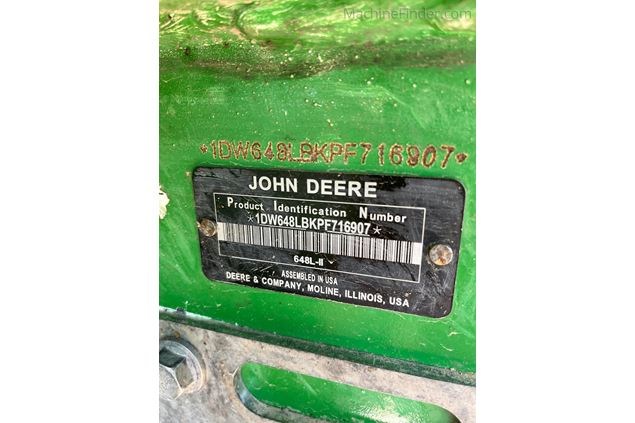 MachineFinder.com
*1DW648LBKPF716907*
JOHN DEERE
Product Identification Number
*1DW648LBKPF716907*
648L-II
ASSEMBLED IN USA
DEERE & COMPANY, MOLINE, ILLINOIS, USA